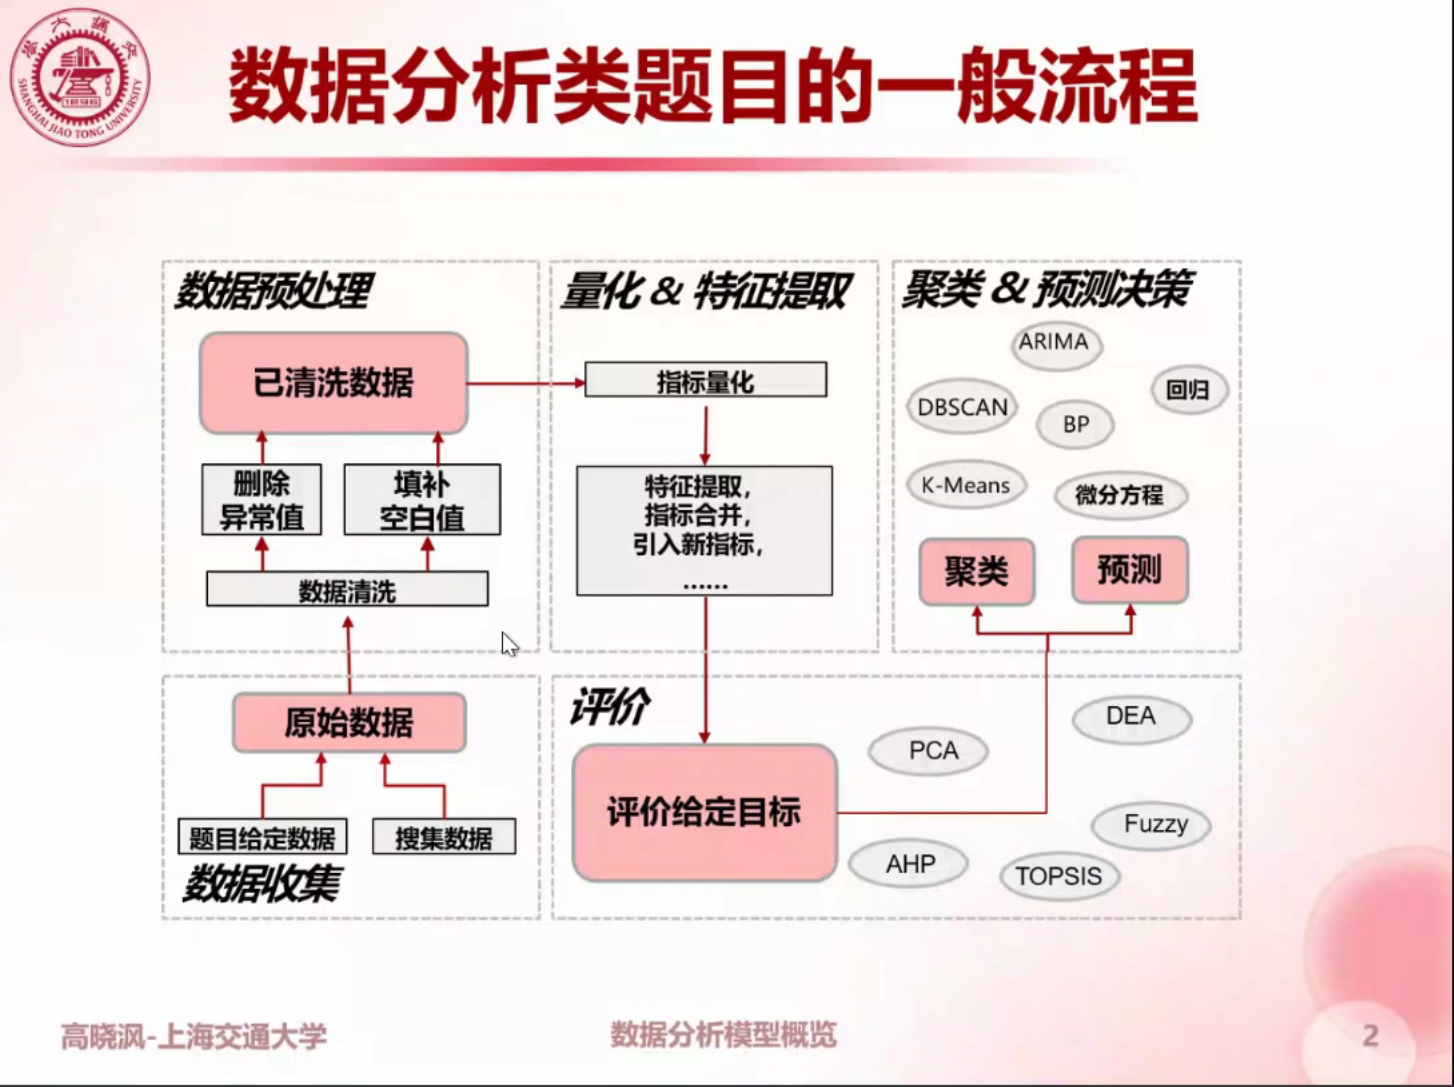 数据分析类题目的一般流程
SHANGHAI JIAO TONG UNIVERSITY
1896
数据预处理
已清洗数据
删除
异常值
填补
空白值
数据清洗
原始数据
题目给定数据
搜集数据
数据收集
量化 & 特征提取
指标量化
特征提取，
指标合并，
引入新指标，
……
聚类 & 预测决策
ARIMA
回归
DBSCAN
BP
K-Means
微分方程
聚类
预测
评价
评价给定目标
PCA
DEA
Fuzzy
AHP
TOPSIS
高晓沨-上海交通大学
数据分析模型概览
2